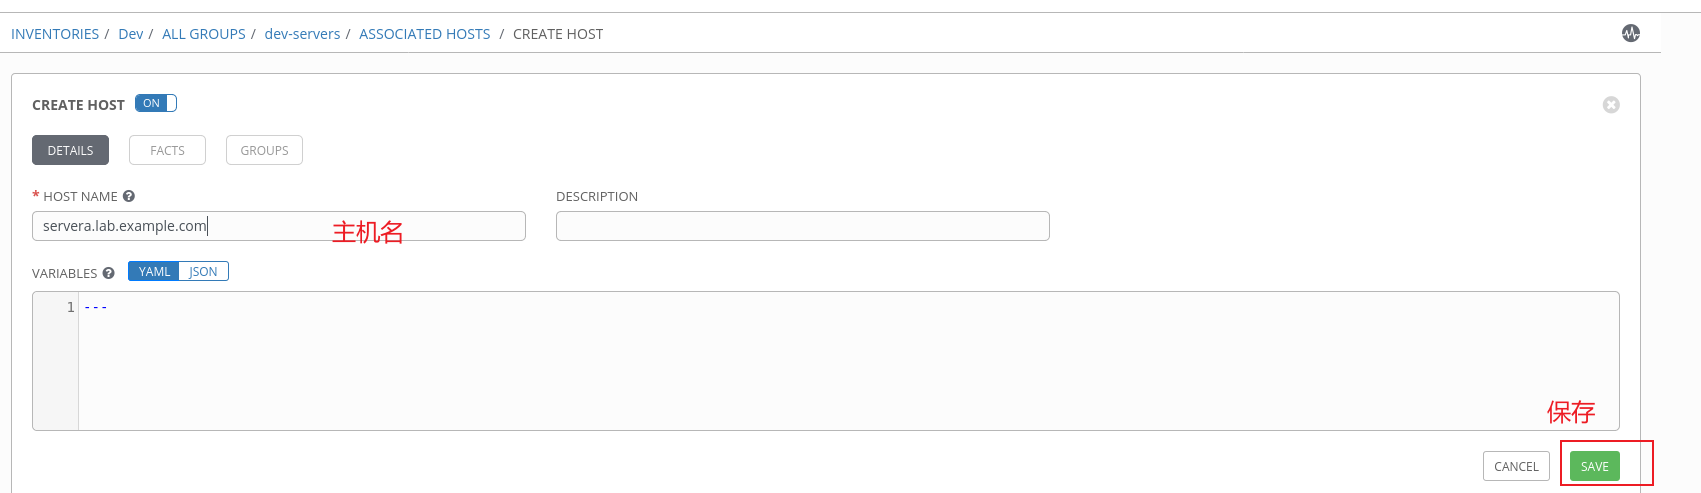 INVENTORIES / Dev / ALL GROUPS / dev-servers / ASSOCIATED HOSTS / CREATE HOST
CREATE HOST ON
DETAILS FACTS GROUPS
* HOST NAME ? DESCRIPTION
servera.lab.example.com 主机名
VARIABLES ? YAML JSON
1 ---
保存
CANCEL SAVE